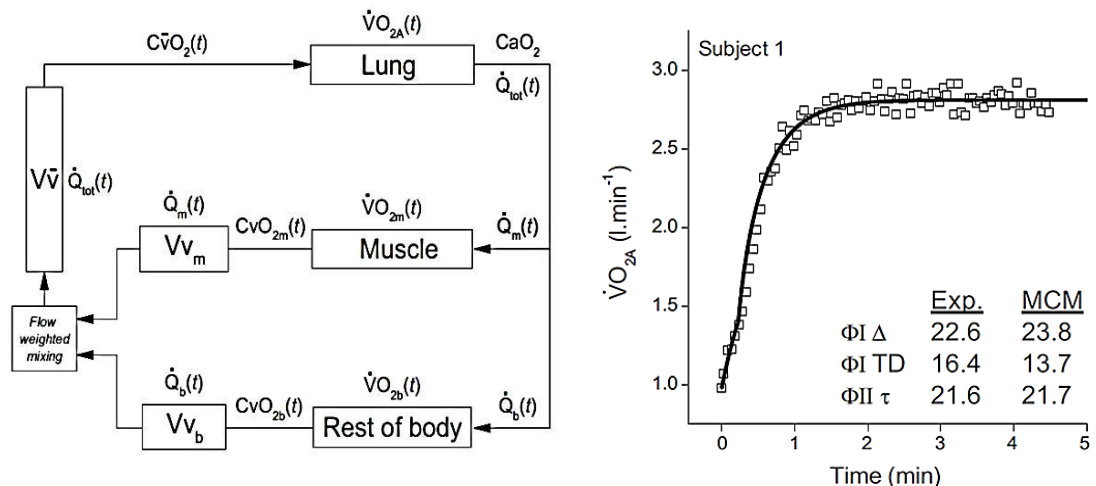 V̇O₂A(t)
Cv̄O₂(t)
CaO₂
Lung
Q̇tot(t)
Vv̄
Q̇tot(t)
Q̇m(t)
V̇O₂m(t)
CvO₂m(t)
Q̇m(t)
Vvm
Muscle
Flow
weighted
mixing
Q̇b(t)
V̇O₂b(t)
CvO₂b(t)
Q̇b(t)
Vvb
Rest of body
Subject 1
3.0
2.5
2.0
1.5
1.0
V̇O₂A (l.min⁻¹)
Exp. MCM
ΦI Δ 22.6 23.8
ΦI TD 16.4 13.7
ΦII τ 21.6 21.7
0 1 2 3 4 5
Time (min)